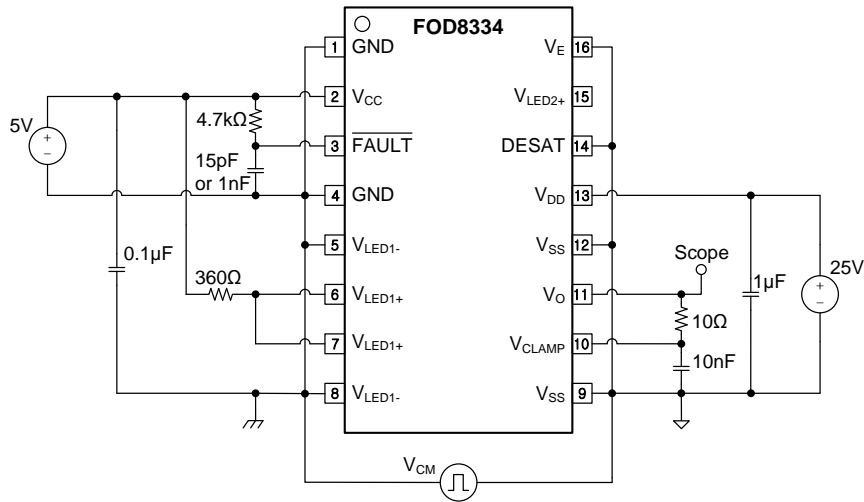 FOD8334
1 GND
2 VCC
3 FAULT
4 GND
5 VLED1-
6 VLED1+
7 VLED1+
8 VLED1-
VE 16
VLED2+ 15
DESAT 14
VDD 13
VSS 12
VO 11
VCLAMP 10
VSS 9
5V
+
−
4.7kΩ
15pF
or 1nF
0.1µF
360Ω
Scope
10Ω
10nF
1µF
25V
+
−
VCM